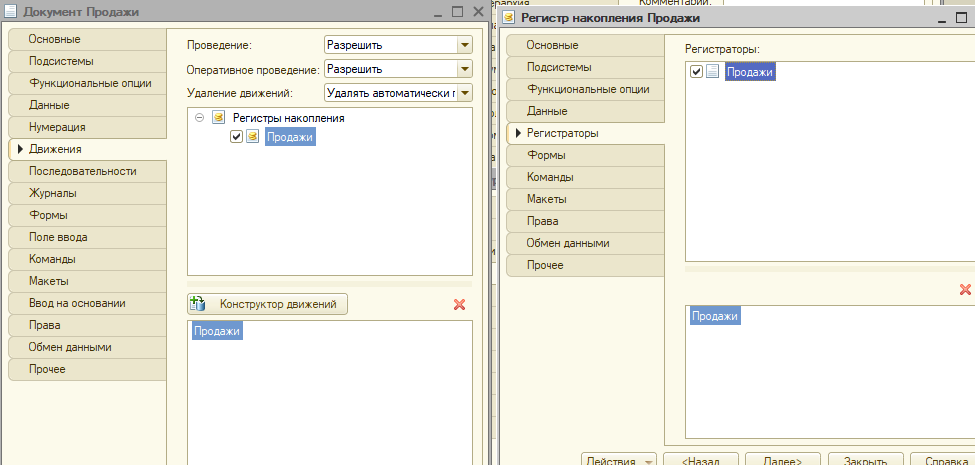 Документ Продажи
Основные
Подсистемы
Функциональные опции
Данные
Нумерация
Движения
Последовательности
Журналы
Формы
Поле ввода
Команды
Макеты
Ввод на основании
Права
Обмен данными
Прочее
Проведение: Разрешить
Оперативное проведение: Разрешить
Удаление движений: Удалять автоматически г
Регистры накопления
Продажи
Конструктор движений
Продажи
Комментарий:
Регистр накопления Продажи
Основные
Подсистемы
Функциональные опции
Данные
Регистраторы
Формы
Команды
Макеты
Права
Обмен данными
Прочее
Регистраторы:
Продажи
Продажи
Действия
<Назад
Далее>
Закрыть
Справка